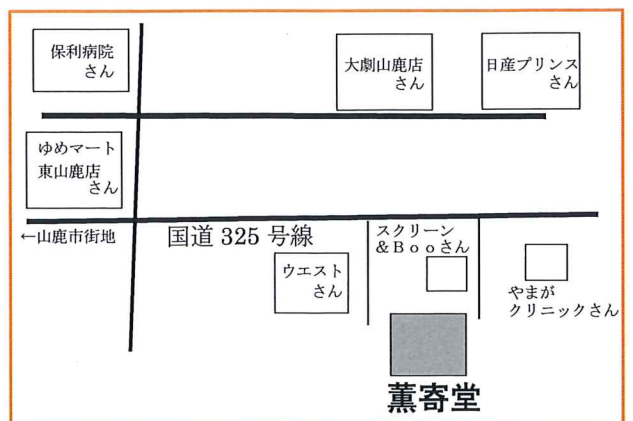 保利病院
さん
大劇山鹿店
さん
日産プリンス
さん
ゆめマート
東山鹿店
さん
←山鹿市街地
国道 325 号線
スクリーン
＆Ｂｏｏさん
ウエスト
さん
やまが
クリニックさん
薫寄堂